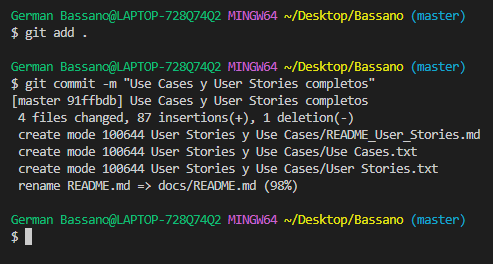 German Bassano@LAPTOP-728Q74Q2 MINGW64 ~/Desktop/Bassano (master)
$ git add .
German Bassano@LAPTOP-728Q74Q2 MINGW64 ~/Desktop/Bassano (master)
$ git commit -m "Use Cases y User Stories completos"
[master 91ffbdb] Use Cases y User Stories completos
 4 files changed, 87 insertions(+), 1 deletion(-)
 create mode 100644 User Stories y Use Cases/README_User_Stories.md
 create mode 100644 User Stories y Use Cases/Use Cases.txt
 create mode 100644 User Stories y Use Cases/User Stories.txt
 rename README.md => docs/README.md (98%)
German Bassano@LAPTOP-728Q74Q2 MINGW64 ~/Desktop/Bassano (master)
$